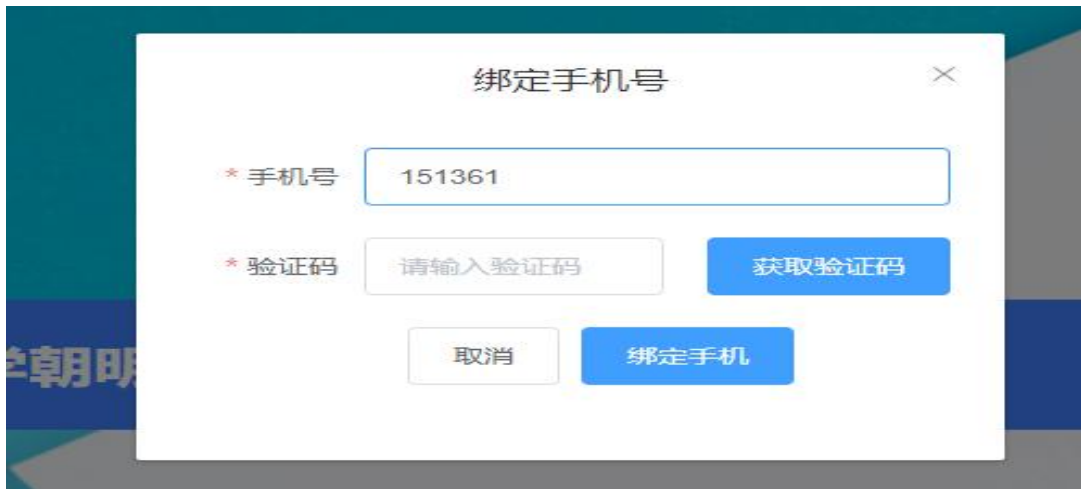 绑定手机号
* 手机号 151361
* 验证码 请输入验证码 获取验证码
取消 绑定手机
朝明